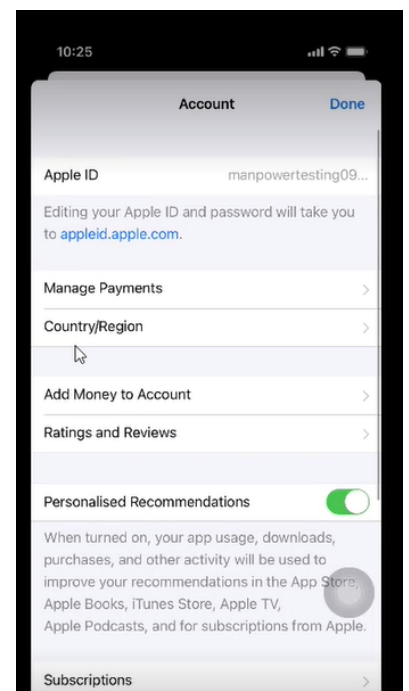 10:25
Account
Done
Apple ID
manpowertesting09...
Editing your Apple ID and password will take you
to appleid.apple.com.
Manage Payments
Country/Region
Add Money to Account
Ratings and Reviews
Personalised Recommendations
When turned on, your app usage, downloads,
purchases, and other activity will be used to
improve your recommendations in the App Store,
Apple Books, iTunes Store, Apple TV,
Apple Podcasts, and for subscriptions from Apple.
Subscriptions